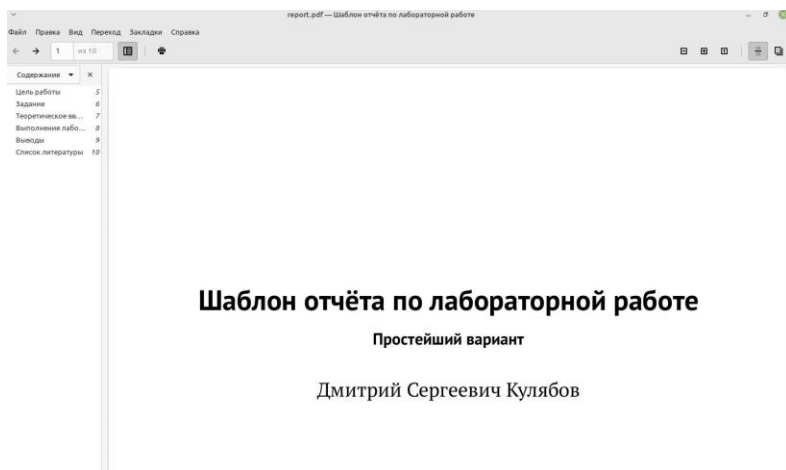 report.pdf — Шаблон отчёта по лабораторной работе
Файл Правка Вид Переход Закладки Справка
1 из 10
Содержание
Цель работы 5
Задание 6
Теоретическое вв... 7
Выполнение лабо... 8
Выводы 9
Список литературы 10
Шаблон отчёта по лабораторной работе
Простейший вариант
Дмитрий Сергеевич Кулябов